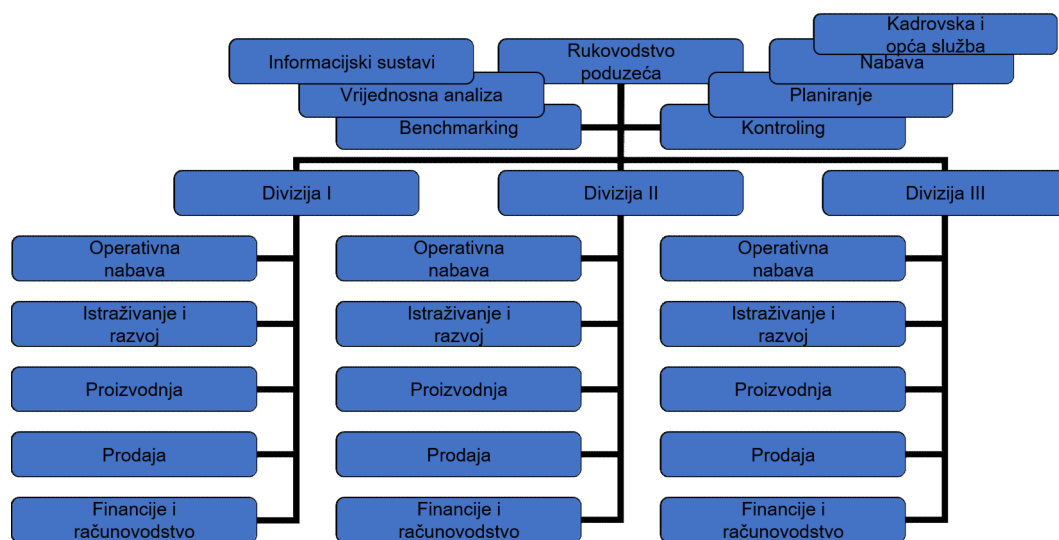 Kadrovska i
opća služba
Informacijski sustavi
Rukovodstvo
poduzeća
Nabava
Vrijednosna analiza
Planiranje
Benchmarking
Kontroling
Divizija I
Divizija II
Divizija III
Operativna
nabava
Operativna
nabava
Operativna
nabava
Istraživanje i
razvoj
Istraživanje i
razvoj
Istraživanje i
razvoj
Proizvodnja
Proizvodnja
Proizvodnja
Prodaja
Prodaja
Prodaja
Financije i
računovodstvo
Financije i
računovodstvo
Financije i
računovodstvo